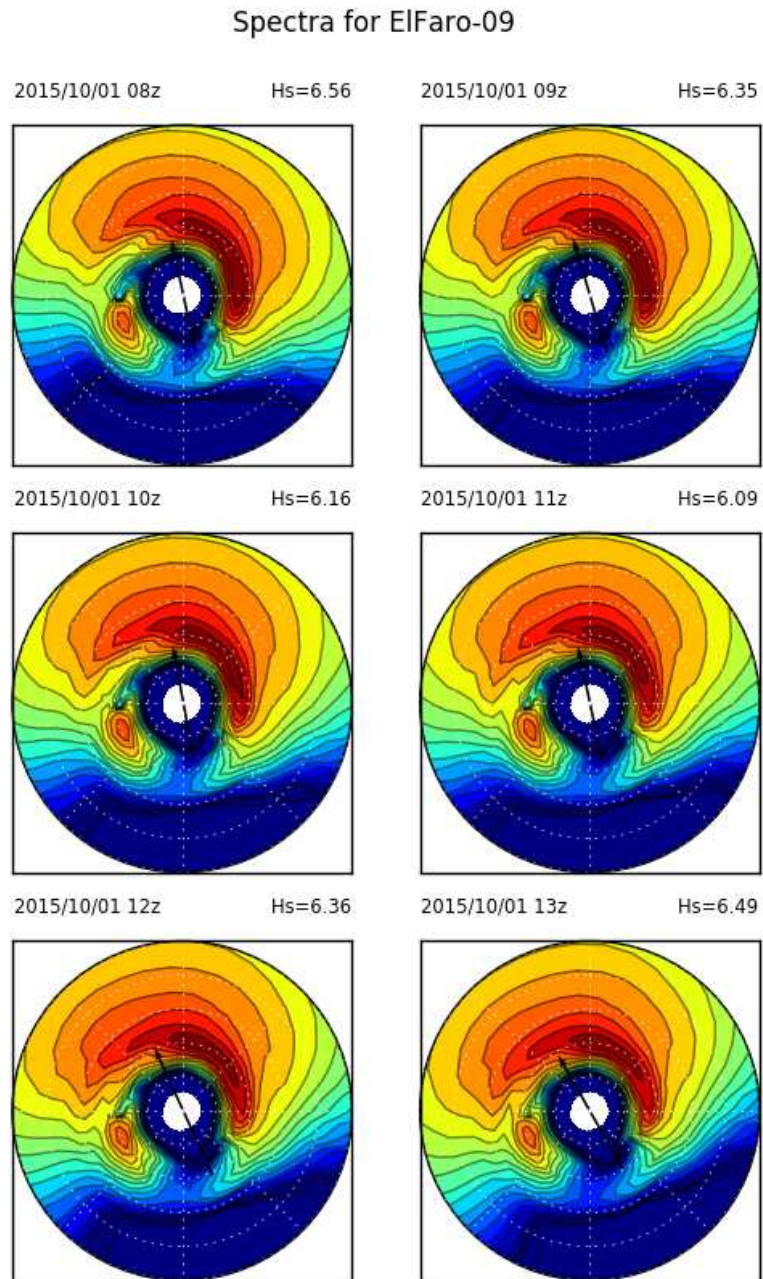 Spectra for ElFaro-09
2015/10/01 08z Hs=6.56
2015/10/01 09z Hs=6.35
2015/10/01 10z Hs=6.16
2015/10/01 11z Hs=6.09
2015/10/01 12z Hs=6.36
2015/10/01 13z Hs=6.49